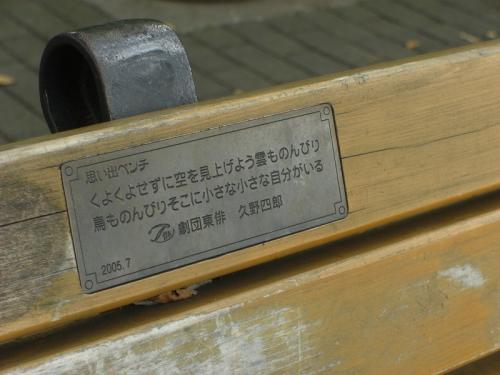 思い出ベンチ
くよくよせずに空を見上げよう雲ものんびり
鳥ものんびりそこに小さな小さな自分がいる
劇団東俳 久野四郎
2005.7